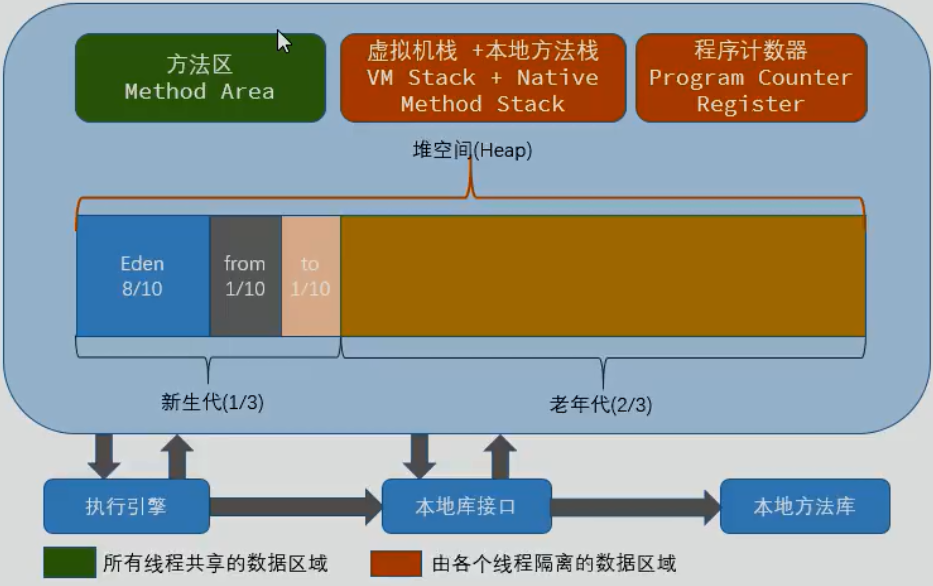 方法区
Method Area
虚拟机栈 +本地方法栈
VM Stack + Native
Method Stack
程序计数器
Program Counter
Register
堆空间(Heap)
Eden
8/10
from
1/10
to
1/10
新生代(1/3)
老年代(2/3)
执行引擎
本地库接口
本地方法库
所有线程共享的数据区域
由各个线程隔离的数据区域